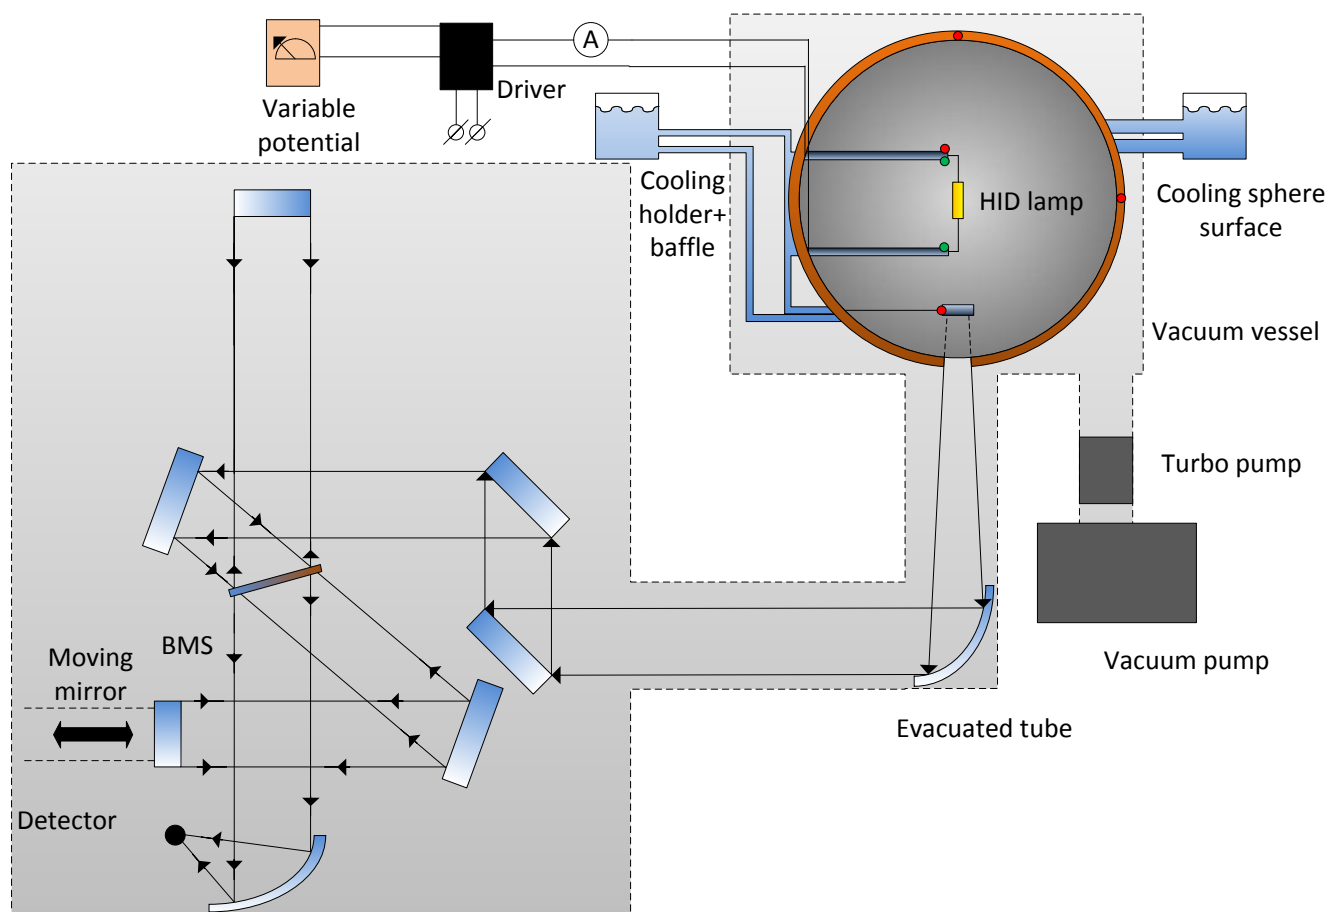 A
Driver
Variable
potential
Cooling
holder+
baffle
HID lamp
Cooling sphere
surface
Vacuum vessel
Turbo pump
BMS
Moving
mirror
Vacuum pump
Evacuated tube
Detector